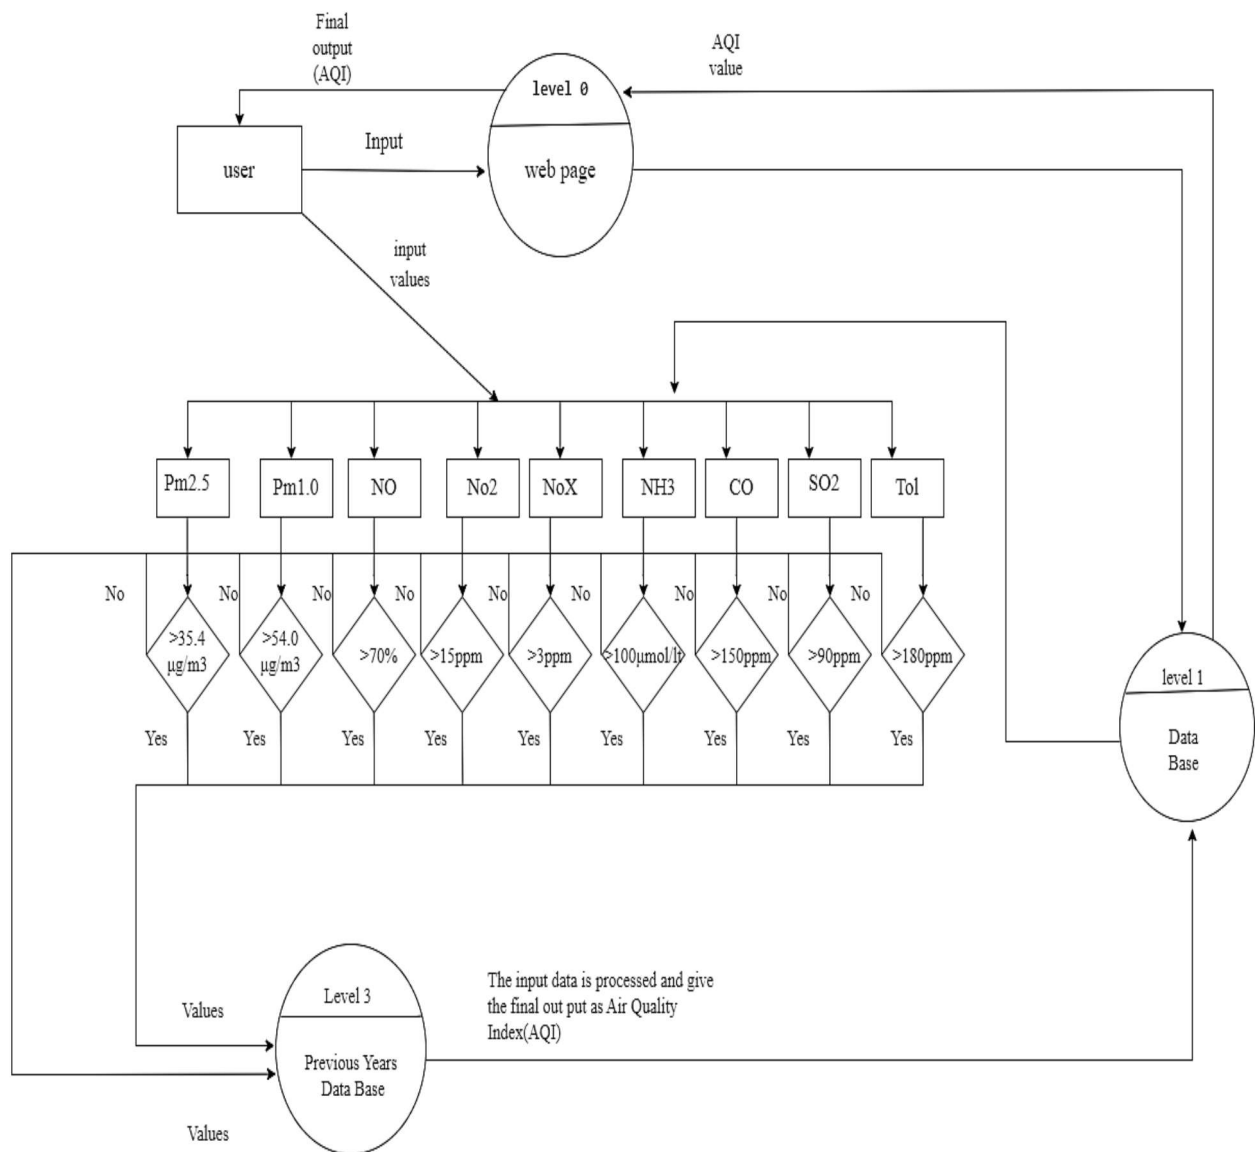 Final
output
(AQI)
AQI
value
level 0
Input
user
web page
input
values
Pm2.5
Pm1.0
NO
No2
NoX
NH3
CO
SO2
Tol
No
No
No
No
No
No
No
No
>35.4
µg/m3
>54.0
µg/m3
>70%
>15ppm
>3ppm
>100µmol/lt
>150ppm
>90ppm
>180ppm
Yes
Yes
Yes
Yes
Yes
Yes
Yes
Yes
Yes
level 1
Data
Base
The input data is processed and give
the final out put as Air Quality
Index(AQI)
Level 3
Values
Previous Years
Data Base
Values